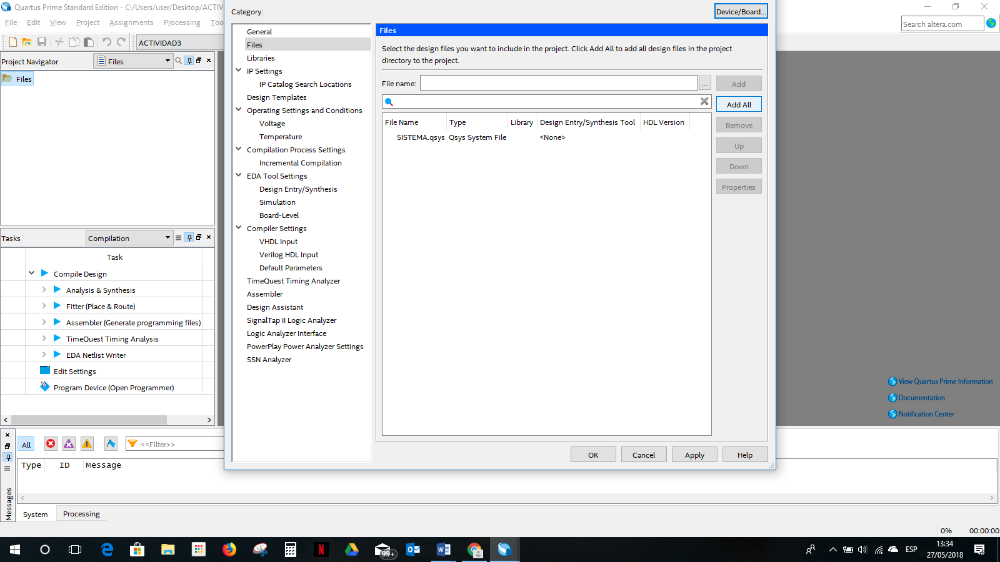 Quartus Prime Standard Edition - C:/Users/user/Desktop/ACTIVI
File Edit View Project Assignments Processing Too
Search altera.com
ACTIVIDAD3
Project Navigator
Files
Files
Tasks
Compilation
Task
Compile Design
Analysis & Synthesis
Fitter (Place & Route)
Assembler (Generate programming files)
TimeQuest Timing Analysis
EDA Netlist Writer
Edit Settings
Program Device (Open Programmer)
Category:
Device/Board...
General
Files
Libraries
IP Settings
IP Catalog Search Locations
Design Templates
Operating Settings and Conditions
Voltage
Temperature
Compilation Process Settings
Incremental Compilation
EDA Tool Settings
Design Entry/Synthesis
Simulation
Board-Level
Compiler Settings
VHDL Input
Verilog HDL Input
Default Parameters
TimeQuest Timing Analyzer
Assembler
Design Assistant
SignalTap II Logic Analyzer
Logic Analyzer Interface
PowerPlay Power Analyzer Settings
SSN Analyzer
Files
Select the design files you want to include in the project. Click Add All to add all design files in the project
directory to the project.
File name:
...
Add
Add All
Remove
Up
Down
Properties
File Name Type Library Design Entry/Synthesis Tool HDL Version
SISTEMA.qsys Qsys System File <None>
OK Cancel Apply Help
View Quartus Prime Information
Documentation
Notification Center
All
<<Filter>>
Type ID Message
Messages
System Processing
0% 00:00:00
99+
ESP
13:34
27/05/2018